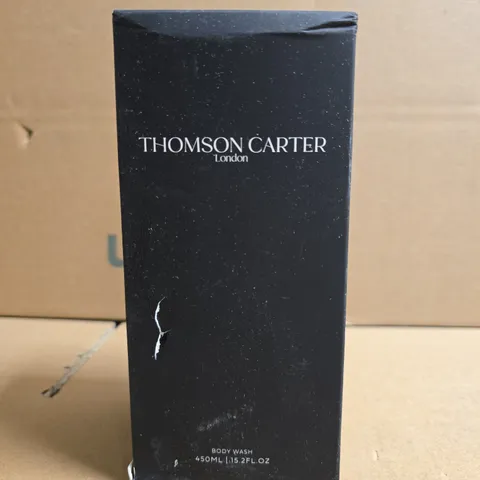 THOMSON CARTER
London
BODY WASH
450ML | 15.2FL.OZ